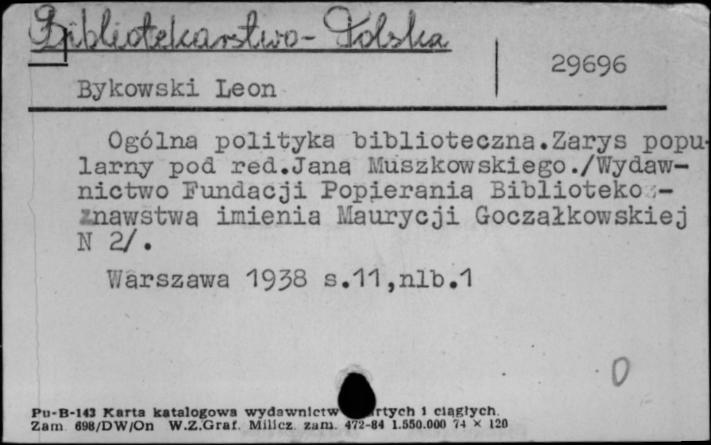 Bibliotekarstwo - Polska
29696
Bykowski Leon
Ogólna polityka biblioteczna.Zarys popu-
larny pod red.Jana Muszkowskiego./Wydaw-
nictwo Fundacji Popierania Biblioteko-
znawstwa imienia Maurycji Goczałkowskiej
N 2/.
Warszawa 1938 s.11,nlb.1
0
Pu-B-143 Karta katalogowa wydawnictw rtych i ciągłych.
Zam 698/DW/On W.Z.Graf. Milicz. zam. 472-84 1.550.000 74 × 120